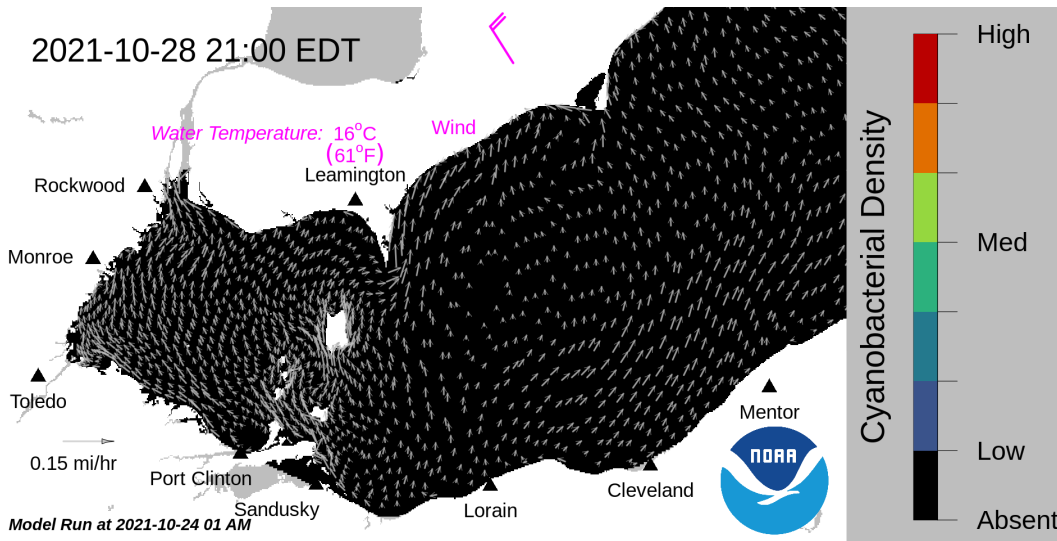 2021-10-28 21:00 EDT
Water Temperature: 16°C
(61°F)
Wind
Leamington
Rockwood
Monroe
Toledo
0.15 mi/hr
Port Clinton
Sandusky
Lorain
Cleveland
Mentor
NOAA
Model Run at 2021-10-24 01 AM
Cyanobacterial Density
High
Med
Low
Absent